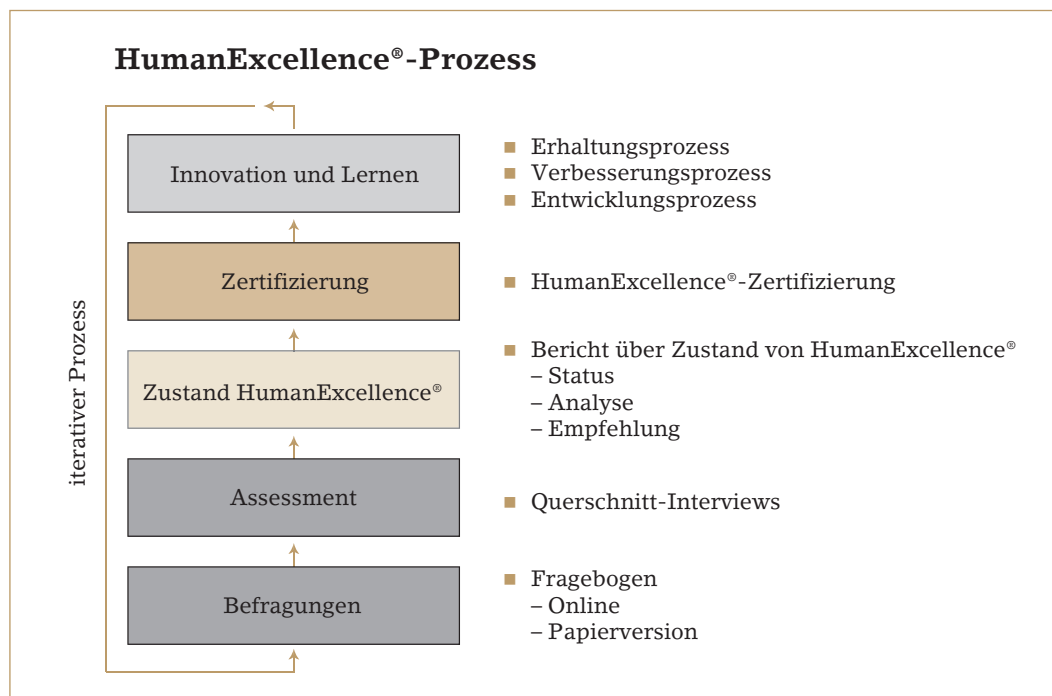 HumanExcellence®-Prozess
iterativer Prozess
Innovation und Lernen
■ Erhaltungsprozess
■ Verbesserungsprozess
■ Entwicklungsprozess
Zertifizierung
■ HumanExcellence®-Zertifizierung
Zustand HumanExcellence®
■ Bericht über Zustand von HumanExcellence®
– Status
– Analyse
– Empfehlung
Assessment
■ Querschnitt-Interviews
Befragungen
■ Fragebogen
– Online
– Papierversion